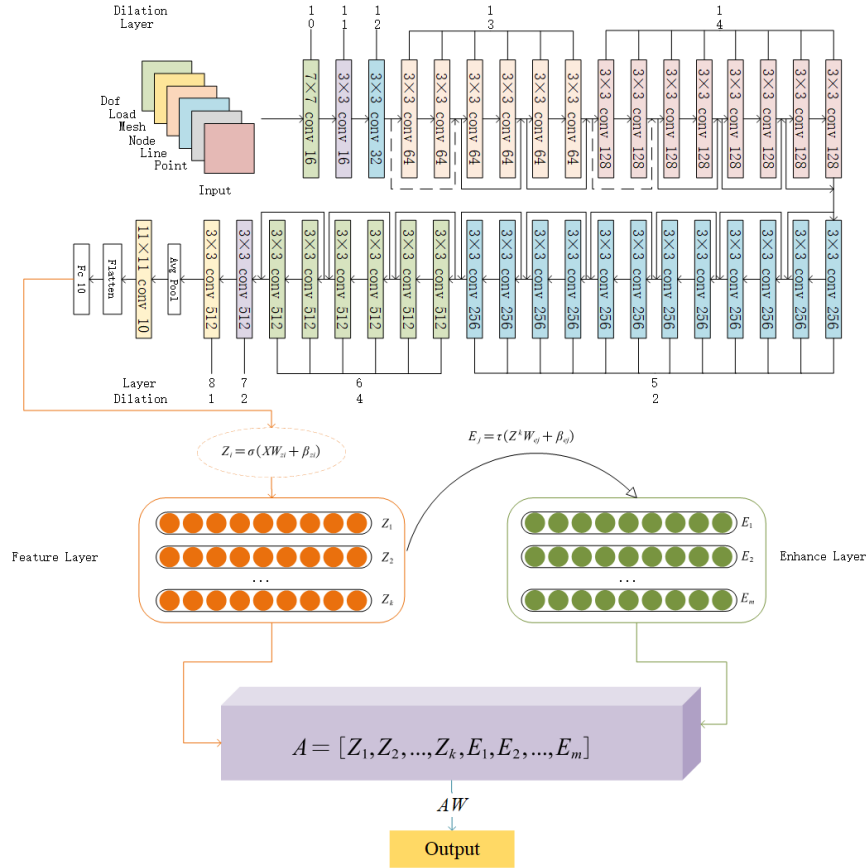 Dilation 1 1 1 1 1
Layer 0 1 2 3 4
7×7 conv 16
3×3 conv 16
3×3 conv 32
3×3 conv 64
3×3 conv 64
3×3 conv 64
3×3 conv 64
3×3 conv 64
3×3 conv 64
3×3 conv 128
3×3 conv 128
3×3 conv 128
3×3 conv 128
3×3 conv 128
3×3 conv 128
3×3 conv 128
3×3 conv 128
Dof
Load
Mesh
Node
Line
Point
Input
Fc 10
Flatten
11×11 conv 10
Avg Pool
3×3 conv 512
3×3 conv 512
3×3 conv 512
3×3 conv 512
3×3 conv 512
3×3 conv 512
3×3 conv 512
3×3 conv 512
3×3 conv 256
3×3 conv 256
3×3 conv 256
3×3 conv 256
3×3 conv 256
3×3 conv 256
3×3 conv 256
3×3 conv 256
3×3 conv 256
3×3 conv 256
3×3 conv 256
3×3 conv 256
Layer 8 7 6 5
Dilation 1 2 4 2
Z_i = σ(XW_{zi} + β_{zi})
E_j = τ(Z^k W_{ej} + β_{ej})
Feature Layer
Z_1
Z_2
...
Z_k
E_1
E_2
...
E_m
Enhance Layer
A = [Z_1, Z_2, ..., Z_k, E_1, E_2, ..., E_m]
AW
Output